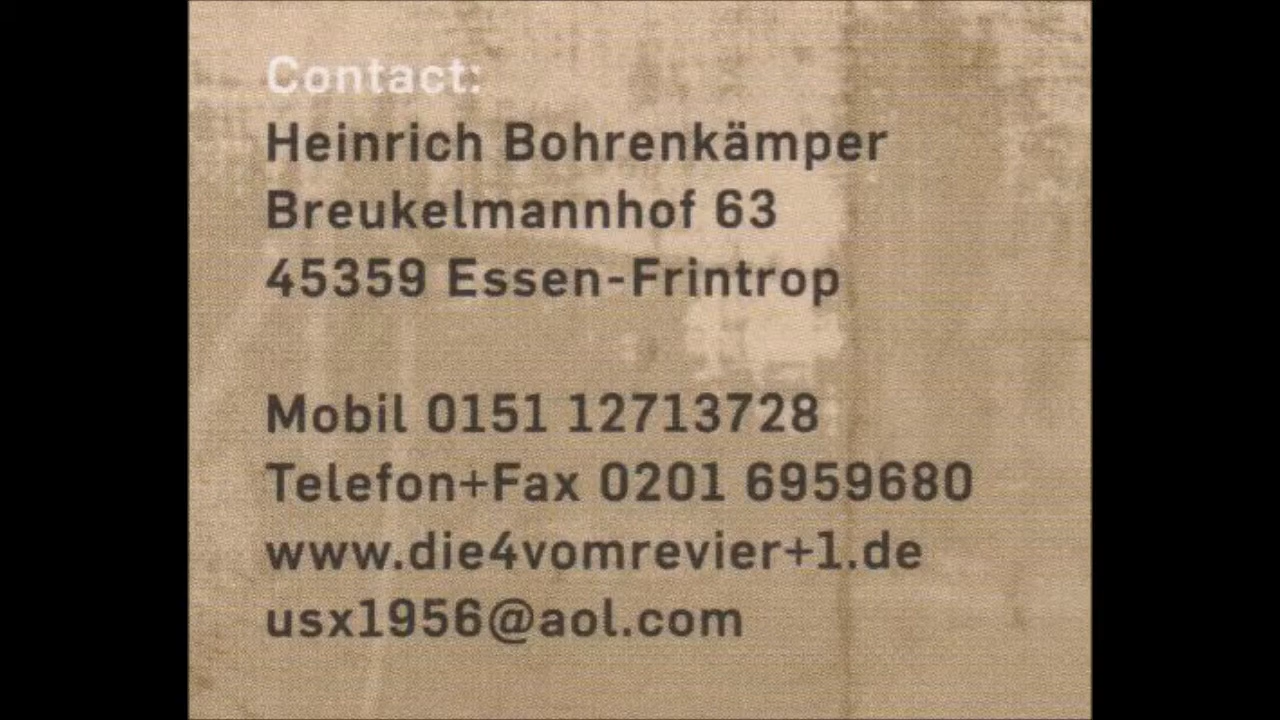 Contact:
Heinrich Bohrenkämper
Breukelmannhof 63
45359 Essen-Frintrop
Mobil 0151 12713728
Telefon+Fax 0201 6959680
www.die4vomrevier+1.de
usx1956@aol.com